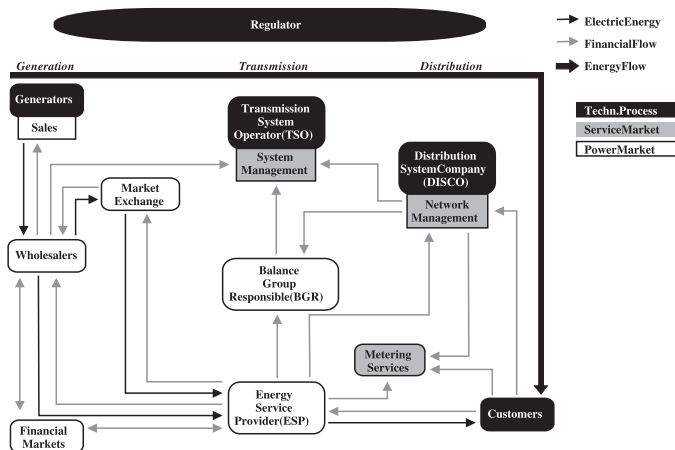 Regulator
ElectricEnergy
FinancialFlow
EnergyFlow
Generation
Transmission
Distribution
Techn.Process
ServiceMarket
PowerMarket
Generators
Sales
Transmission
System
Operator(TSO)
System
Management
Distribution
SystemCompany
(DISCO)
Network
Management
Market
Exchange
Wholesalers
Balance
Group
Responsible(BGR)
Metering
Services
Energy
Service
Provider(ESP)
Customers
Financial
Markets